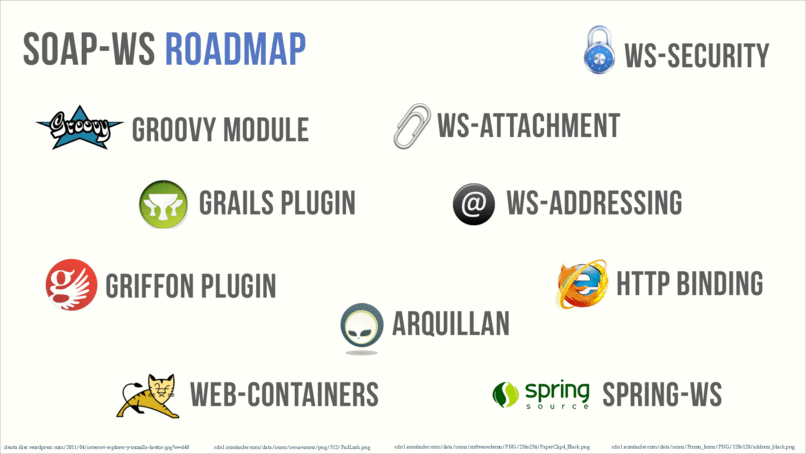 SOAP-WS ROADMAP
WS-SECURITY
Groovy GROOVY MODULE
WS-ATTACHMENT
GRAILS PLUGIN
@ WS-ADDRESSING
g GRIFFON PLUGIN
e HTTP BINDING
ARQUILLAN
WEB-CONTAINERS
spring source SPRING-WS